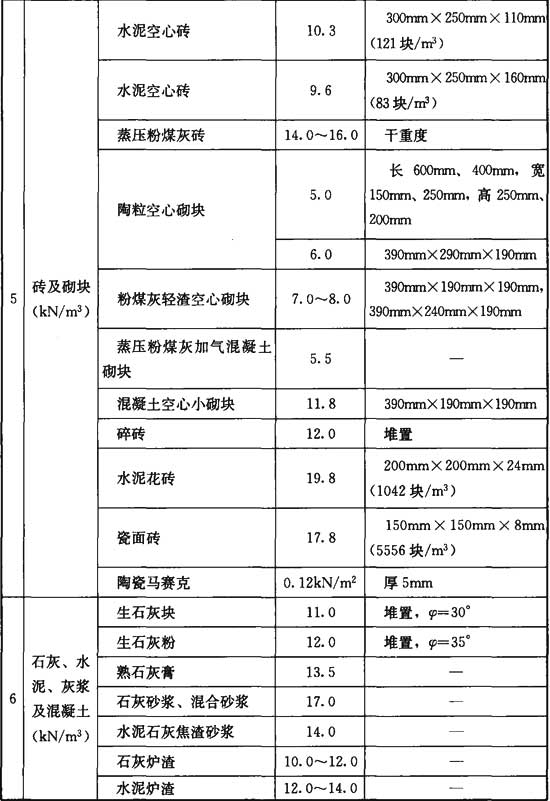 水泥空心砖 10.3 300mm×250mm×110mm
(121块/m³)
水泥空心砖 9.6 300mm×250mm×160mm
(83块/m³)
蒸压粉煤灰砖 14.0~16.0 干重度
陶粒空心砌块 5.0 长 600mm、400mm，宽
150mm、250mm，高 250mm、
200mm
6.0 390mm×290mm×190mm
5 砖及砌块
(kN/m³)
粉煤灰轻渣空心砌块 7.0~8.0 390mm×190mm×190mm，
390mm×240mm×190mm
蒸压粉煤灰加气混凝土
砌块 5.5 —
混凝土空心小砌块 11.8 390mm×190mm×190mm
碎砖 12.0 堆置
水泥花砖 19.8 200mm×200mm×24mm
(1042块/m³)
瓷面砖 17.8 150mm×150mm×8mm
(5556块/m³)
陶瓷马赛克 0.12kN/m² 厚5mm
6 石灰、水
泥、灰浆
及混凝土
(kN/m³)
生石灰块 11.0 堆置，φ=30°
生石灰粉 12.0 堆置，φ=35°
熟石灰膏 13.5 —
石灰砂浆、混合砂浆 17.0 —
水泥石灰焦渣砂浆 14.0 —
石灰炉渣 10.0~12.0 —
水泥炉渣 12.0~14.0 —